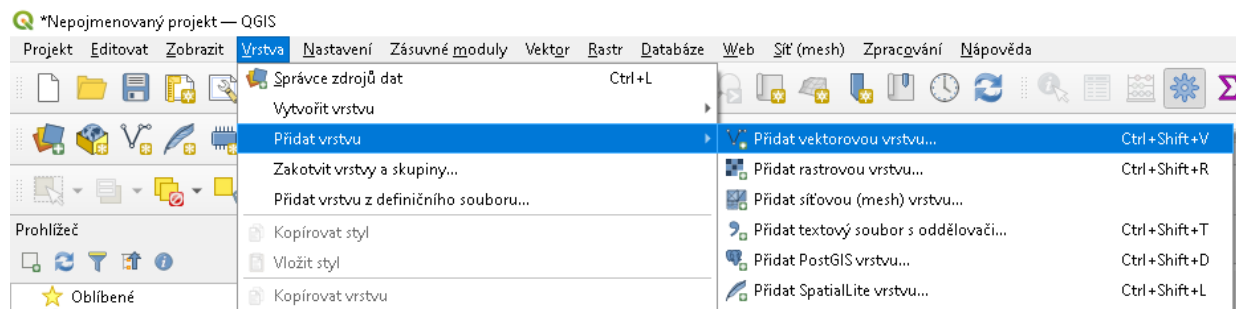 *Nepojmenovaný projekt — QGIS
Projekt Editovat Zobrazit Vrstva Nastavení Zásuvné moduly Vektor Rastr Databáze Web Síť (mesh) Zpracování Nápověda
Správce zdrojů dat Ctrl+L
Vytvořit vrstvu
Přidat vrstvu
Přidat vektorovou vrstvu... Ctrl+Shift+V
Zakotvit vrstvy a skupiny...
Přidat rastrovou vrstvu... Ctrl+Shift+R
Přidat vrstvu z definičního souboru...
Přidat síťovou (mesh) vrstvu...
Prohlížeč
Kopírovat styl
Přidat textový soubor s oddělovači... Ctrl+Shift+T
Vložit styl
Přidat PostGIS vrstvu... Ctrl+Shift+D
Oblíbené
Kopírovat vrstvu
Přidat SpatiaLite vrstvu... Ctrl+Shift+L